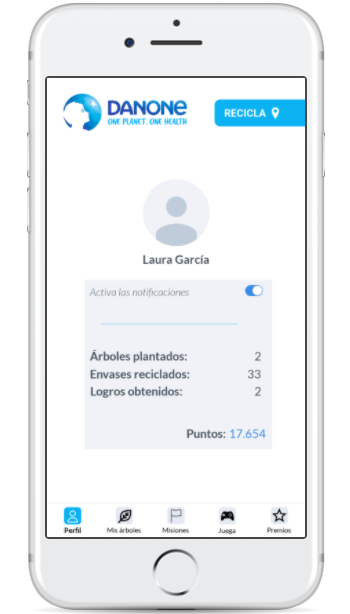 DANONE
ONE PLANET. ONE HEALTH
RECICLA
Laura García
Activa las notificaciones
Árboles plantados: 2
Envases reciclados: 33
Logros obtenidos: 2
Puntos: 17.654
Perfil Mis árboles Misiones Juega Premios